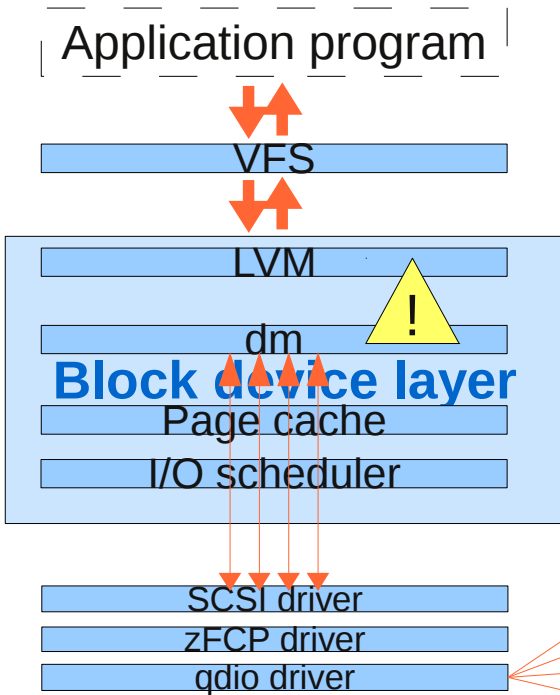 Application program
VFS
LVM
!
dm
Block device layer
Page cache
I/O scheduler
SCSI driver
zFCP driver
qdio driver